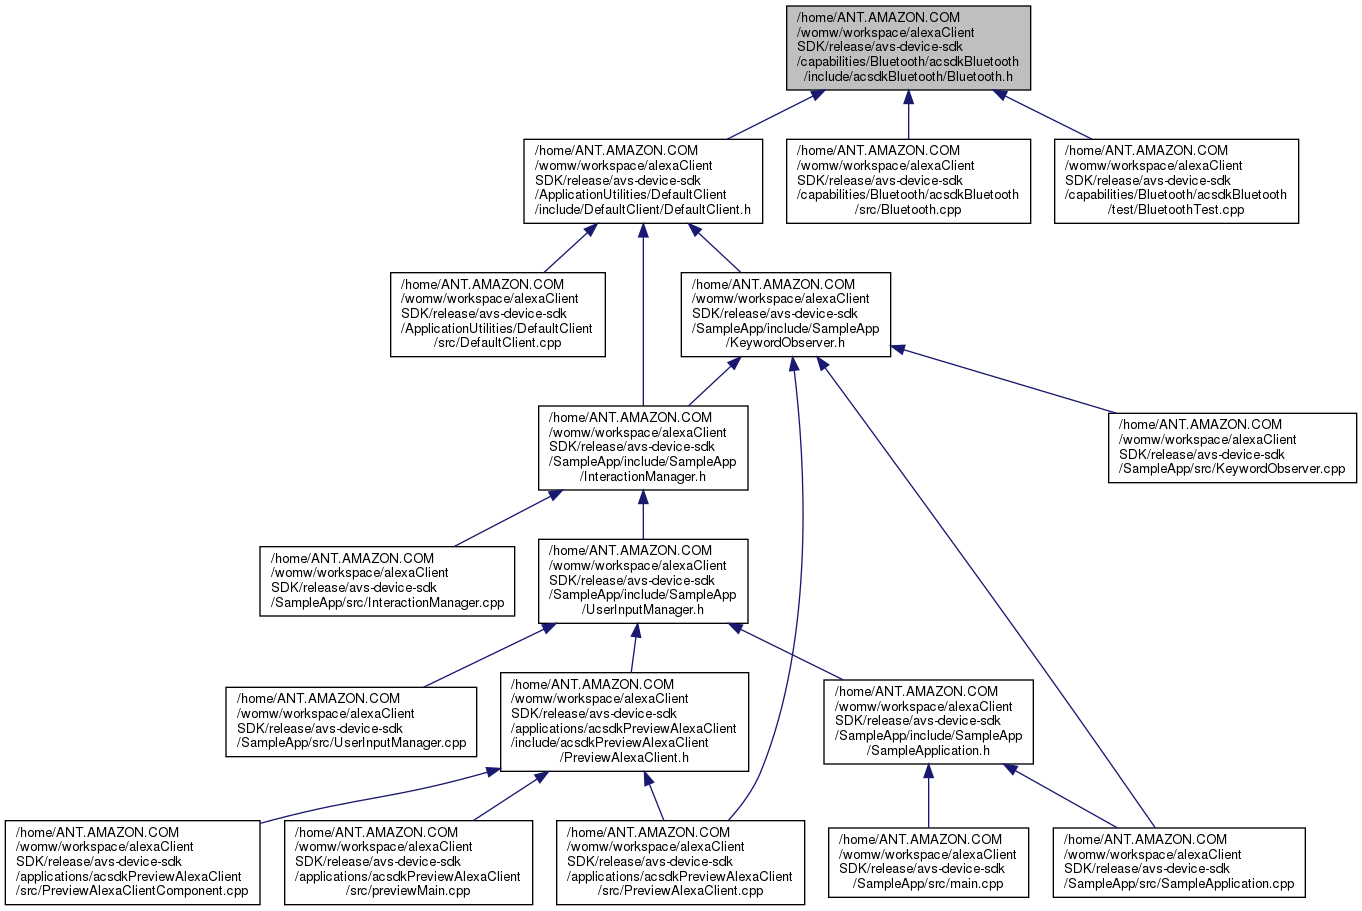 /home/ANT.AMAZON.COM
/womw/workspace/alexaClient
SDK/release/avs-device-sdk
/capabilities/Bluetooth/acsdkBluetooth
/include/acsdkBluetooth/Bluetooth.h
/home/ANT.AMAZON.COM
/womw/workspace/alexaClient
SDK/release/avs-device-sdk
/ApplicationUtilities/DefaultClient
/include/DefaultClient/DefaultClient.h
/home/ANT.AMAZON.COM
/womw/workspace/alexaClient
SDK/release/avs-device-sdk
/capabilities/Bluetooth/acsdkBluetooth
/src/Bluetooth.cpp
/home/ANT.AMAZON.COM
/womw/workspace/alexaClient
SDK/release/avs-device-sdk
/capabilities/Bluetooth/acsdkBluetooth
/test/BluetoothTest.cpp
/home/ANT.AMAZON.COM
/womw/workspace/alexaClient
SDK/release/avs-device-sdk
/ApplicationUtilities/DefaultClient
/src/DefaultClient.cpp
/home/ANT.AMAZON.COM
/womw/workspace/alexaClient
SDK/release/avs-device-sdk
/SampleApp/include/SampleApp
/KeywordObserver.h
/home/ANT.AMAZON.COM
/womw/workspace/alexaClient
SDK/release/avs-device-sdk
/SampleApp/include/SampleApp
/InteractionManager.h
/home/ANT.AMAZON.COM
/womw/workspace/alexaClient
SDK/release/avs-device-sdk
/SampleApp/src/KeywordObserver.cpp
/home/ANT.AMAZON.COM
/womw/workspace/alexaClient
SDK/release/avs-device-sdk
/SampleApp/src/InteractionManager.cpp
/home/ANT.AMAZON.COM
/womw/workspace/alexaClient
SDK/release/avs-device-sdk
/SampleApp/include/SampleApp
/UserInputManager.h
/home/ANT.AMAZON.COM
/womw/workspace/alexaClient
SDK/release/avs-device-sdk
/SampleApp/src/UserInputManager.cpp
/home/ANT.AMAZON.COM
/womw/workspace/alexaClient
SDK/release/avs-device-sdk
/applications/acsdkPreviewAlexaClient
/include/acsdkPreviewAlexaClient
/PreviewAlexaClient.h
/home/ANT.AMAZON.COM
/womw/workspace/alexaClient
SDK/release/avs-device-sdk
/SampleApp/include/SampleApp
/SampleApplication.h
/home/ANT.AMAZON.COM
/womw/workspace/alexaClient
SDK/release/avs-device-sdk
/applications/acsdkPreviewAlexaClient
/src/PreviewAlexaClientComponent.cpp
/home/ANT.AMAZON.COM
/womw/workspace/alexaClient
SDK/release/avs-device-sdk
/applications/acsdkPreviewAlexaClient
/src/previewMain.cpp
/home/ANT.AMAZON.COM
/womw/workspace/alexaClient
SDK/release/avs-device-sdk
/applications/acsdkPreviewAlexaClient
/src/PreviewAlexaClient.cpp
/home/ANT.AMAZON.COM
/womw/workspace/alexaClient
SDK/release/avs-device-sdk
/SampleApp/src/main.cpp
/home/ANT.AMAZON.COM
/womw/workspace/alexaClient
SDK/release/avs-device-sdk
/SampleApp/src/SampleApplication.cpp